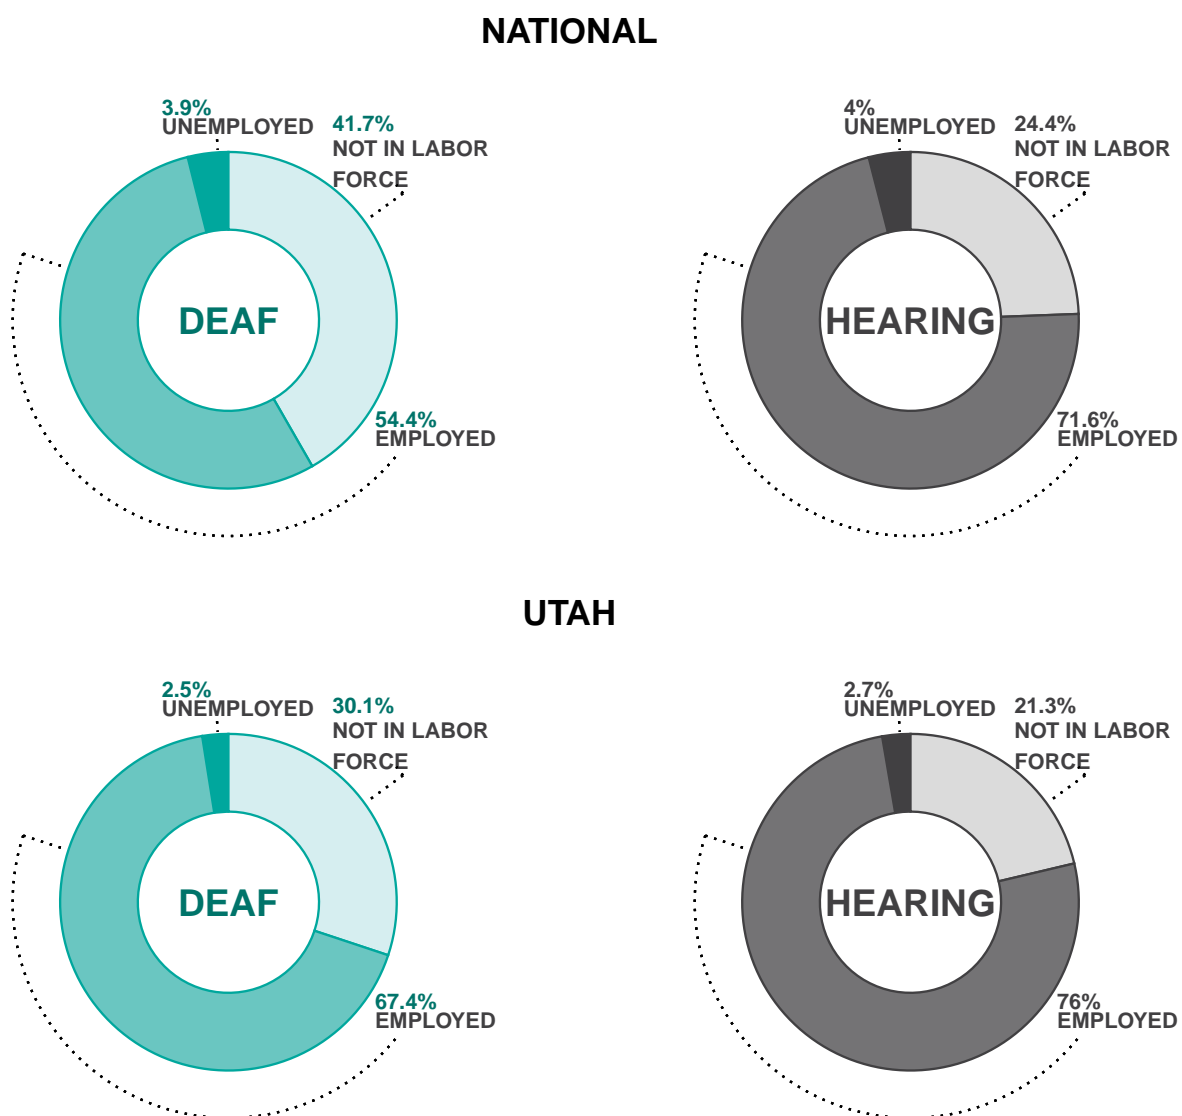 NATIONAL
3.9%
UNEMPLOYED
41.7%
NOT IN LABOR
FORCE
DEAF
54.4%
EMPLOYED
4%
UNEMPLOYED
24.4%
NOT IN LABOR
FORCE
HEARING
71.6%
EMPLOYED
UTAH
2.5%
UNEMPLOYED
30.1%
NOT IN LABOR
FORCE
DEAF
67.4%
EMPLOYED
2.7%
UNEMPLOYED
21.3%
NOT IN LABOR
FORCE
HEARING
76%
EMPLOYED